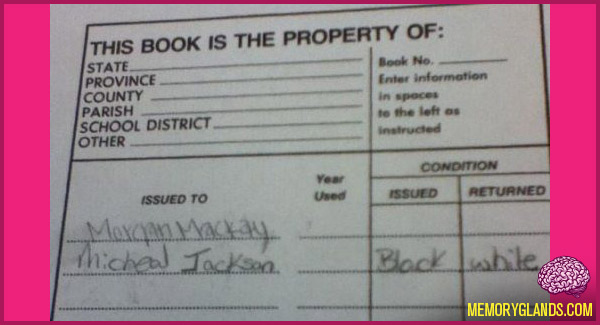 THIS BOOK IS THE PROPERTY OF:
STATE
PROVINCE
COUNTY
PARISH
SCHOOL DISTRICT
OTHER
Book No.
Enter information
in spaces
to the left as
instructed
ISSUED TO
Year
Used
CONDITION
ISSUED
RETURNED
Morgan Mackay
Micheal Jackson
Black
white
MEMORYGLANDS.COM